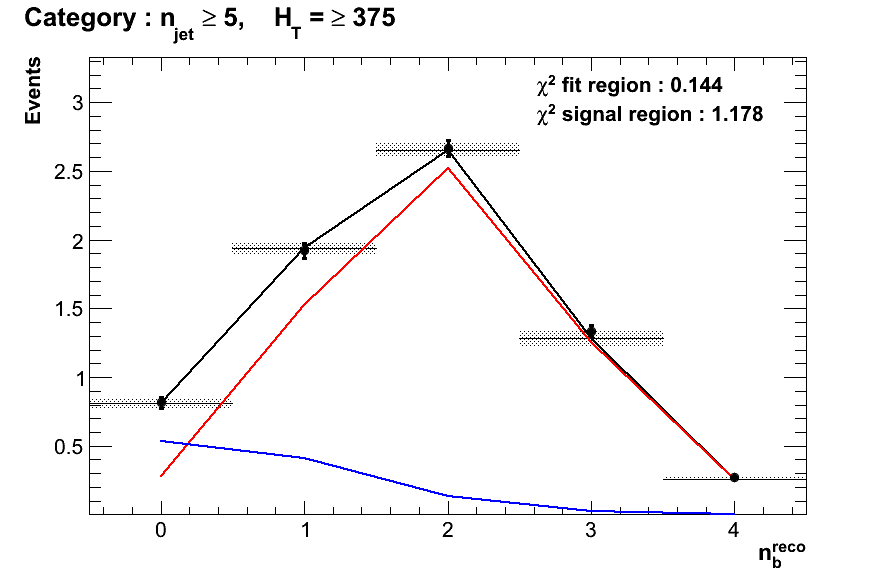 Category : n_jet ≥ 5, H_T = ≥ 375
Events
χ² fit region : 0.144
χ² signal region : 1.178
3
2.5
2
1.5
1
0.5
0 1 2 3 4
n_b^reco